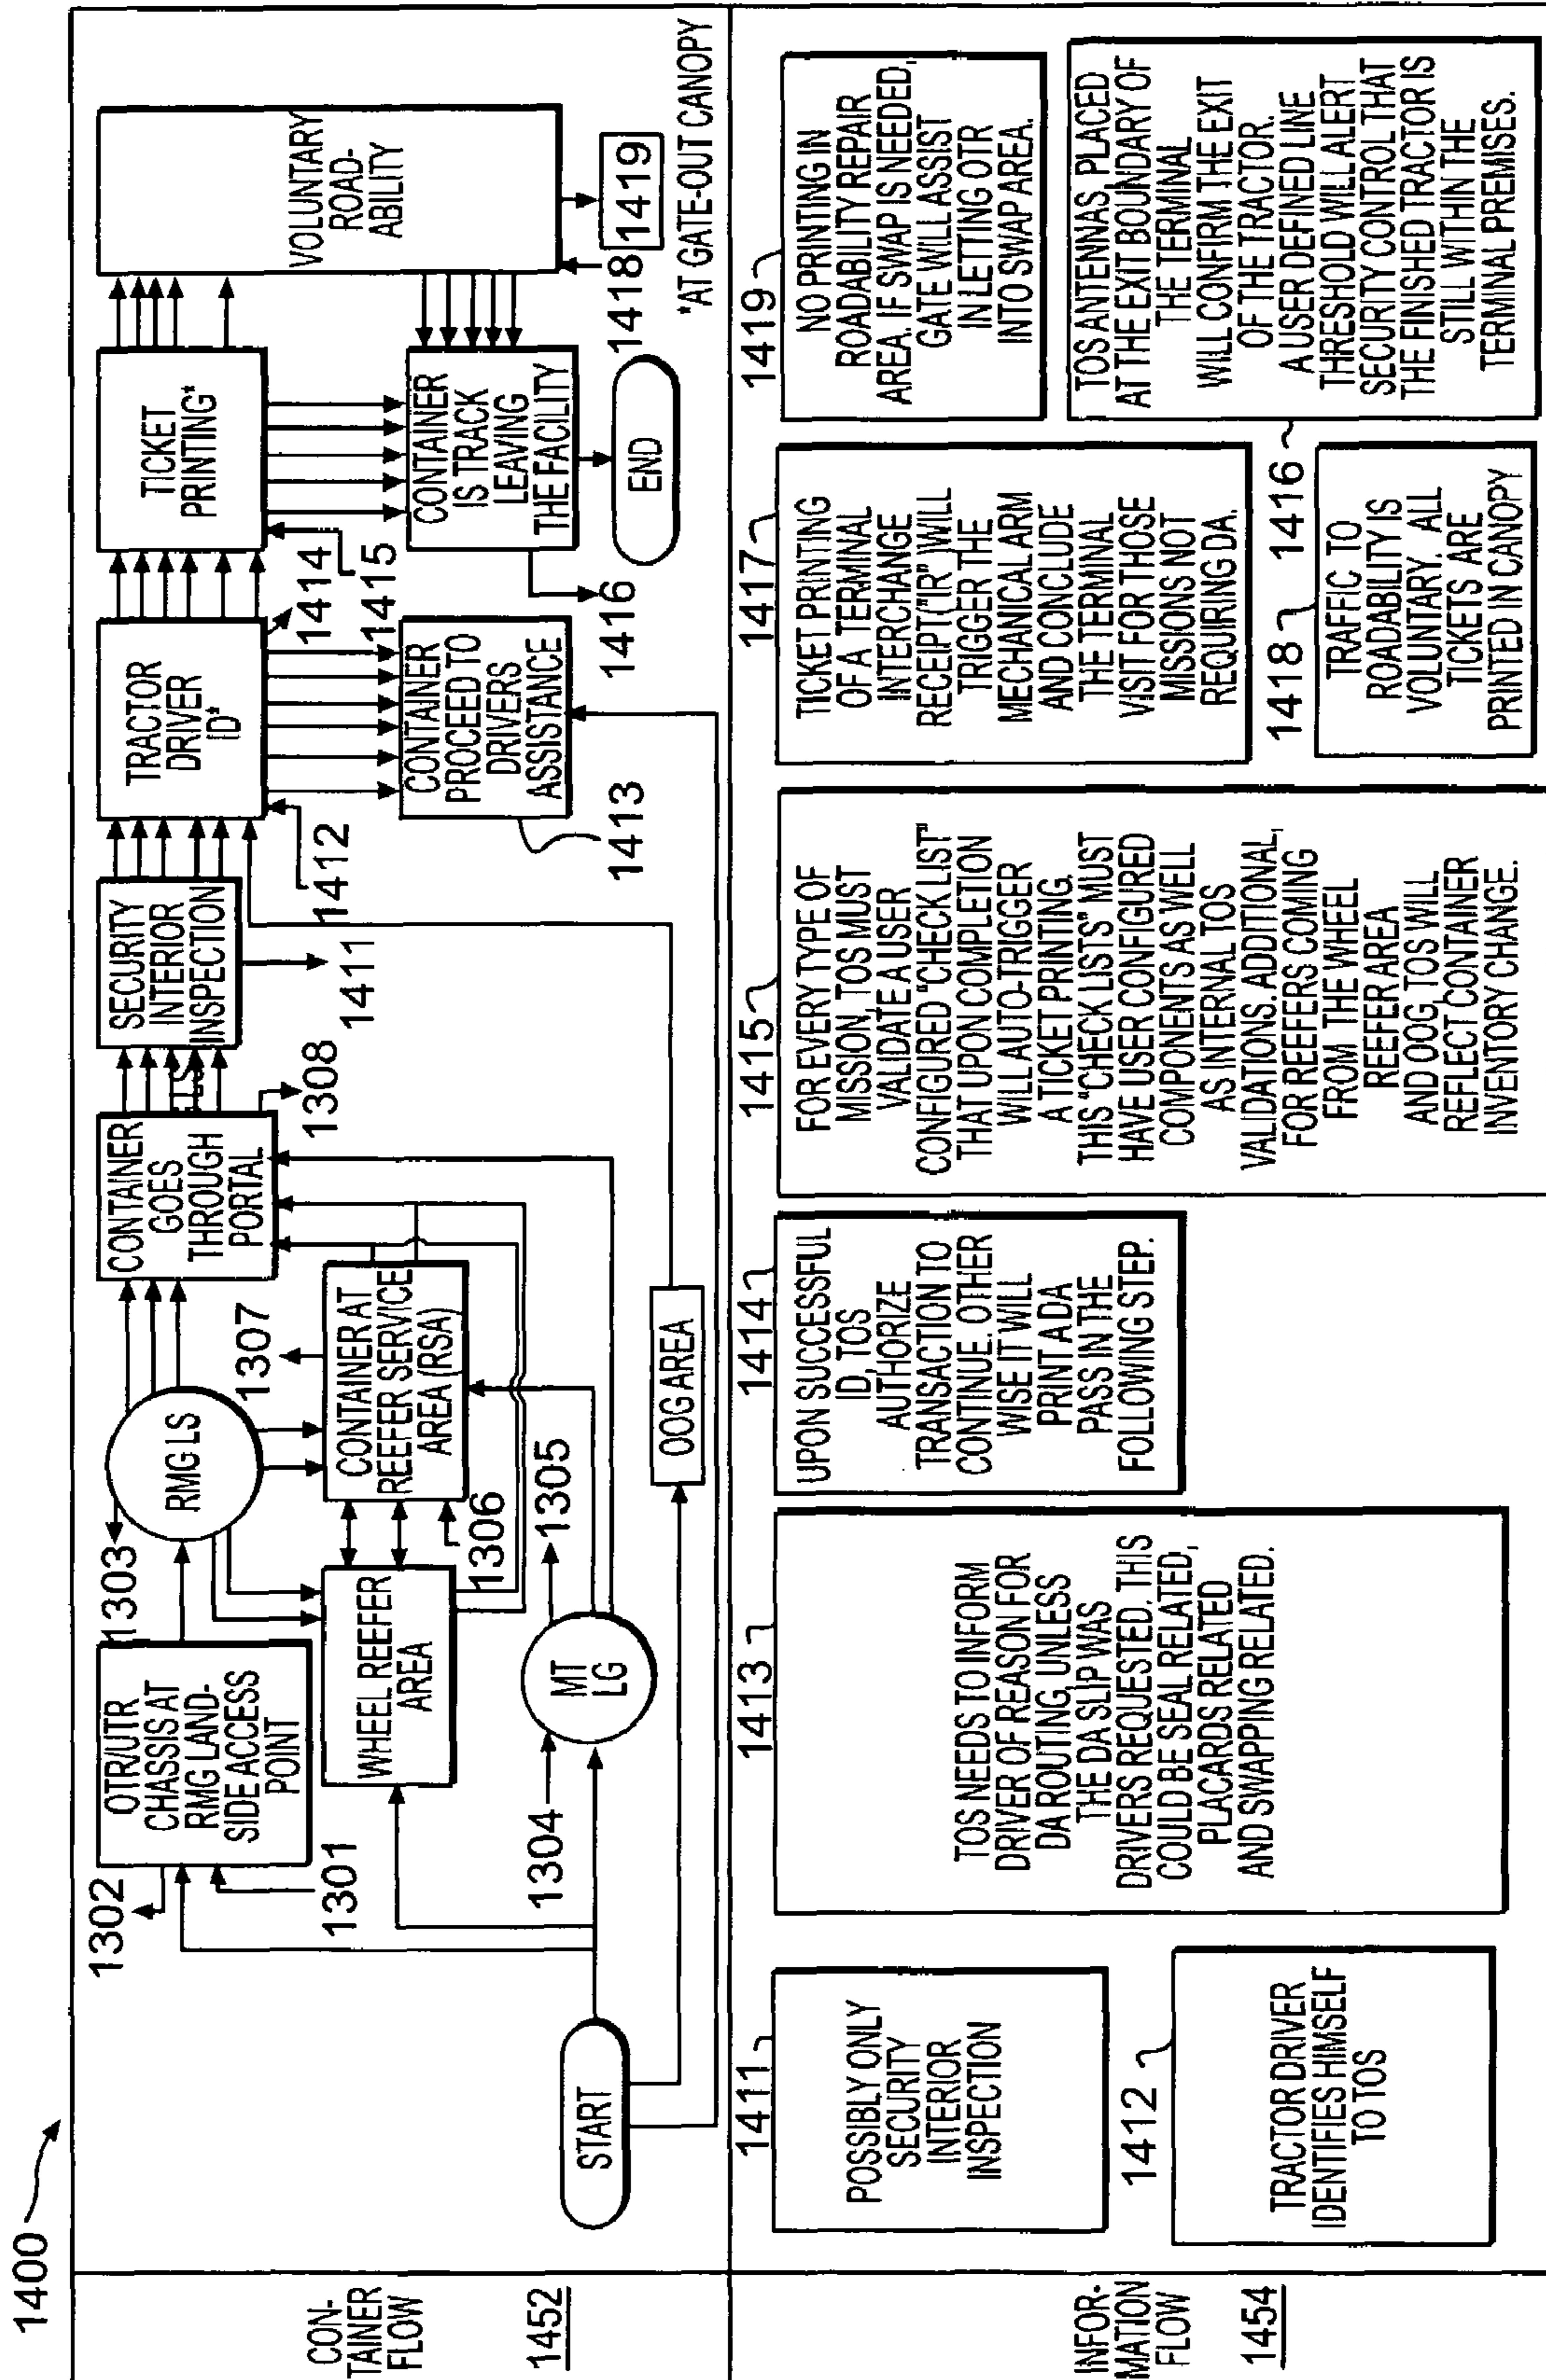 1400
CON-
TAINER
FLOW
1452
START
1302
1301
OTR/UTR
CHASSIS AT
RMG LAND-
SIDE ACCESS
POINT
1303
RMG LS
WHEEL REEFER
AREA
1304
MT
LG
1305
1306
1307
CONTAINER AT
REEFER SERVICE
AREA (RSA)
OOG AREA
CONTAINER
GOES
THROUGH
PORTAL
1308
SECURITY
INTERIOR
INSPECTION
1411
1412
TRACTOR
DRIVER
ID*
1414
CONTAINER
PROCEED TO
DRIVERS
ASSISTANCE
1413
1415
TICKET
PRINTING*
CONTAINER
IS TRACK
LEAVING
THE FACILITY
1416
END
VOLUNTARY
ROAD-
ABILITY
1418
1419
*AT GATE-OUT CANOPY
INFOR-
MATION
FLOW
1454
1411
POSSIBLY ONLY
SECURITY
INTERIOR
INSPECTION
1412
TRACTOR DRIVER
IDENTIFIES HIMSELF
TO TOS
1413
TOS NEEDS TO INFORM
DRIVER OF REASON FOR
DA ROUTING, UNLESS
THE DA SLIP WAS
DRIVERS REQUESTED. THIS
COULD BE SEAL RELATED,
PLACARDS RELATED
AND SWAPPING RELATED.
1414
UPON SUCCESSFUL
ID, TOS
AUTHORIZE
TRANSACTION TO
CONTINUE. OTHER
WISE IT WILL
PRINT A DA
PASS IN THE
FOLLOWING STEP.
1415
FOR EVERY TYPE OF
MISSION, TOS MUST
VALIDATE A USER
CONFIGURED "CHECK LIST"
THAT UPON COMPLETION
WILL AUTO-TRIGGER
A TICKET PRINTING.
THIS "CHECK LISTS" MUST
HAVE USER CONFIGURED
COMPONENTS AS WELL
AS INTERNAL TOS
VALIDATIONS. ADDITIONAL,
FOR REEFERS COMING
FROM THE WHEEL
REEFER AREA
AND OOG, TOS WILL
REFLECT CONTAINER
INVENTORY CHANGE.
1417
TICKET PRINTING
OF A TERMINAL
INTERCHANGE
RECEIPT("IR") WILL
TRIGGER THE
MECHANICAL ARM
AND CONCLUDE
THE TERMINAL
VISIT FOR THOSE
MISSIONS NOT
REQUIRING DA.
1418
TRAFFIC TO
ROADABILITY IS
VOLUNTARY. ALL
TICKETS ARE
PRINTED IN CANOPY
1419
NO PRINTING IN
ROADABILITY REPAIR
AREA. IF SWAP IS NEEDED,
GATE WILL ASSIST
IN LETTING OTR
INTO SWAP AREA.
1416
TOS ANTENNAS PLACED
AT THE EXIT BOUNDARY OF
THE TERMINAL
WILL CONFIRM THE EXIT
OF THE TRACTOR.
A USER DEFINED LINE
THRESHOLD WILL ALERT
SECURITY CONTROL THAT
THE FINISHED TRACTOR IS
STILL WITHIN THE
TERMINAL PREMISES.